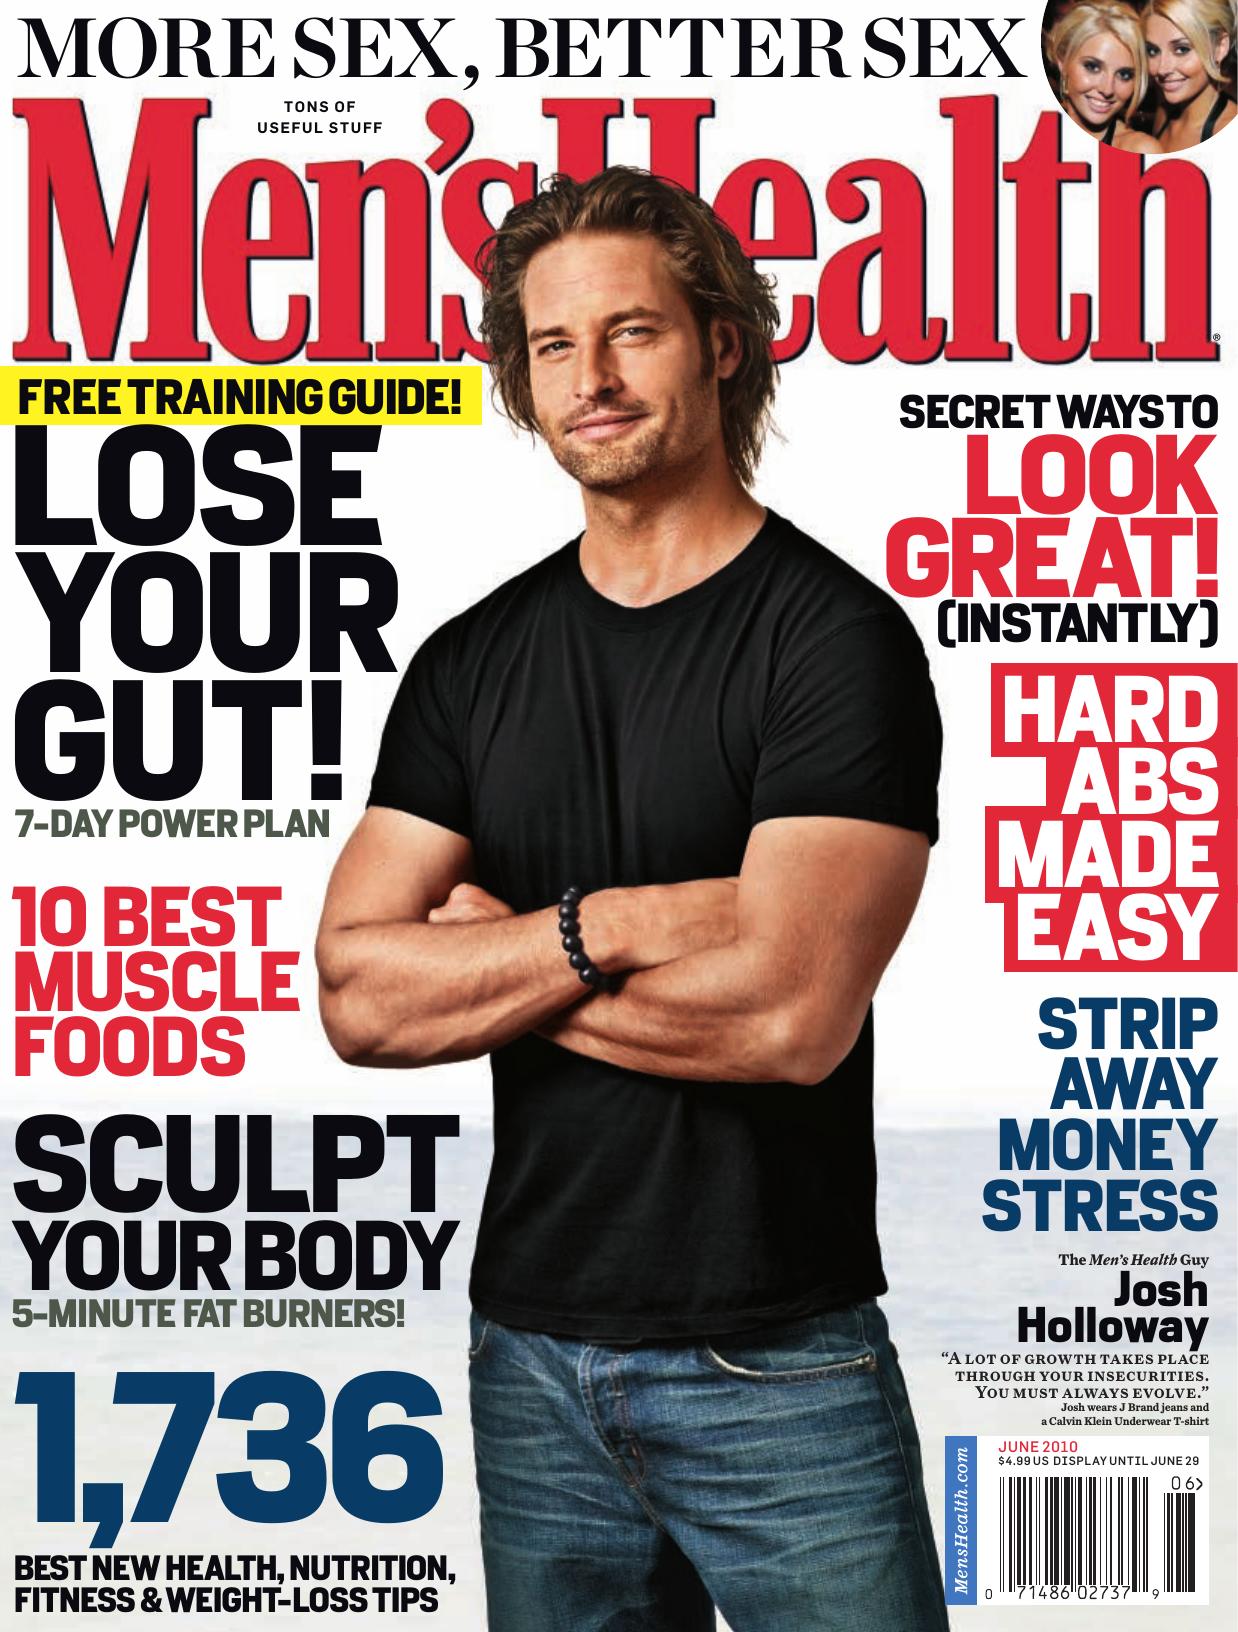 MORE SEX, BETTER SEX
TONS OF
USEFUL STUFF
Men'sHealth®
FREE TRAINING GUIDE!
LOSE
YOUR
GUT!
7-DAY POWER PLAN
10 BEST
MUSCLE
FOODS
SCULPT
YOUR BODY
5-MINUTE FAT BURNERS!
1,736
BEST NEW HEALTH, NUTRITION,
FITNESS & WEIGHT-LOSS TIPS
SECRET WAYS TO
LOOK
GREAT!
(INSTANTLY)
HARD
ABS
MADE
EASY
STRIP
AWAY
MONEY
STRESS
The Men's Health Guy
Josh
Holloway
“A LOT OF GROWTH TAKES PLACE
THROUGH YOUR INSECURITIES.
YOU MUST ALWAYS EVOLVE.”
Josh wears J Brand jeans and
a Calvin Klein Underwear T-shirt
MensHealth.com
JUNE 2010
$4.99 US DISPLAY UNTIL JUNE 29
06>
0 71486 02737 9